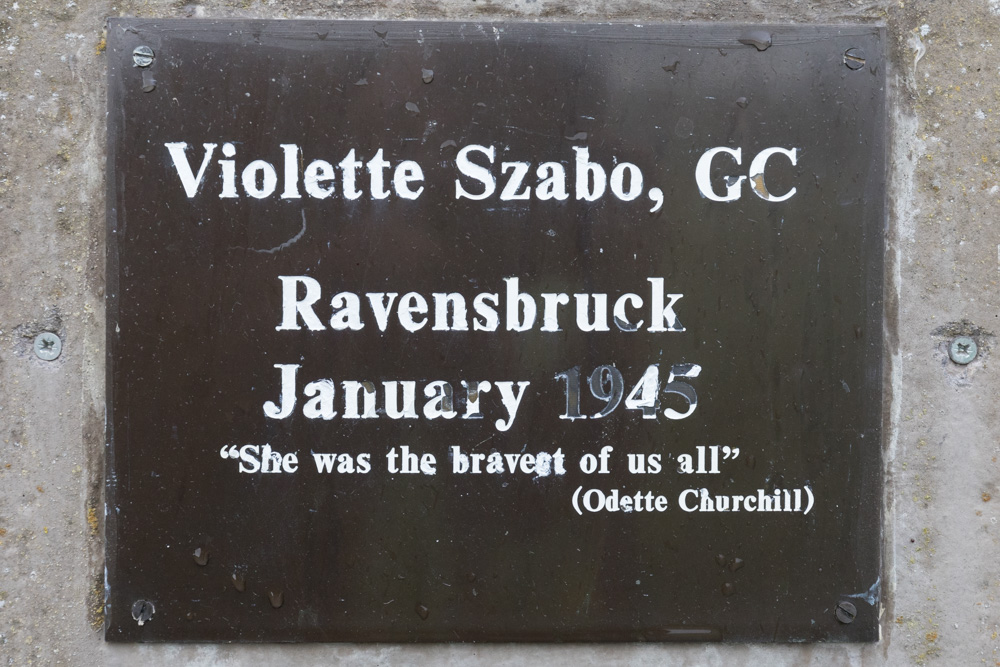 Violette Szabo, GC
Ravensbruck
January 1945
“She was the bravest of us all”
(Odette Churchill)